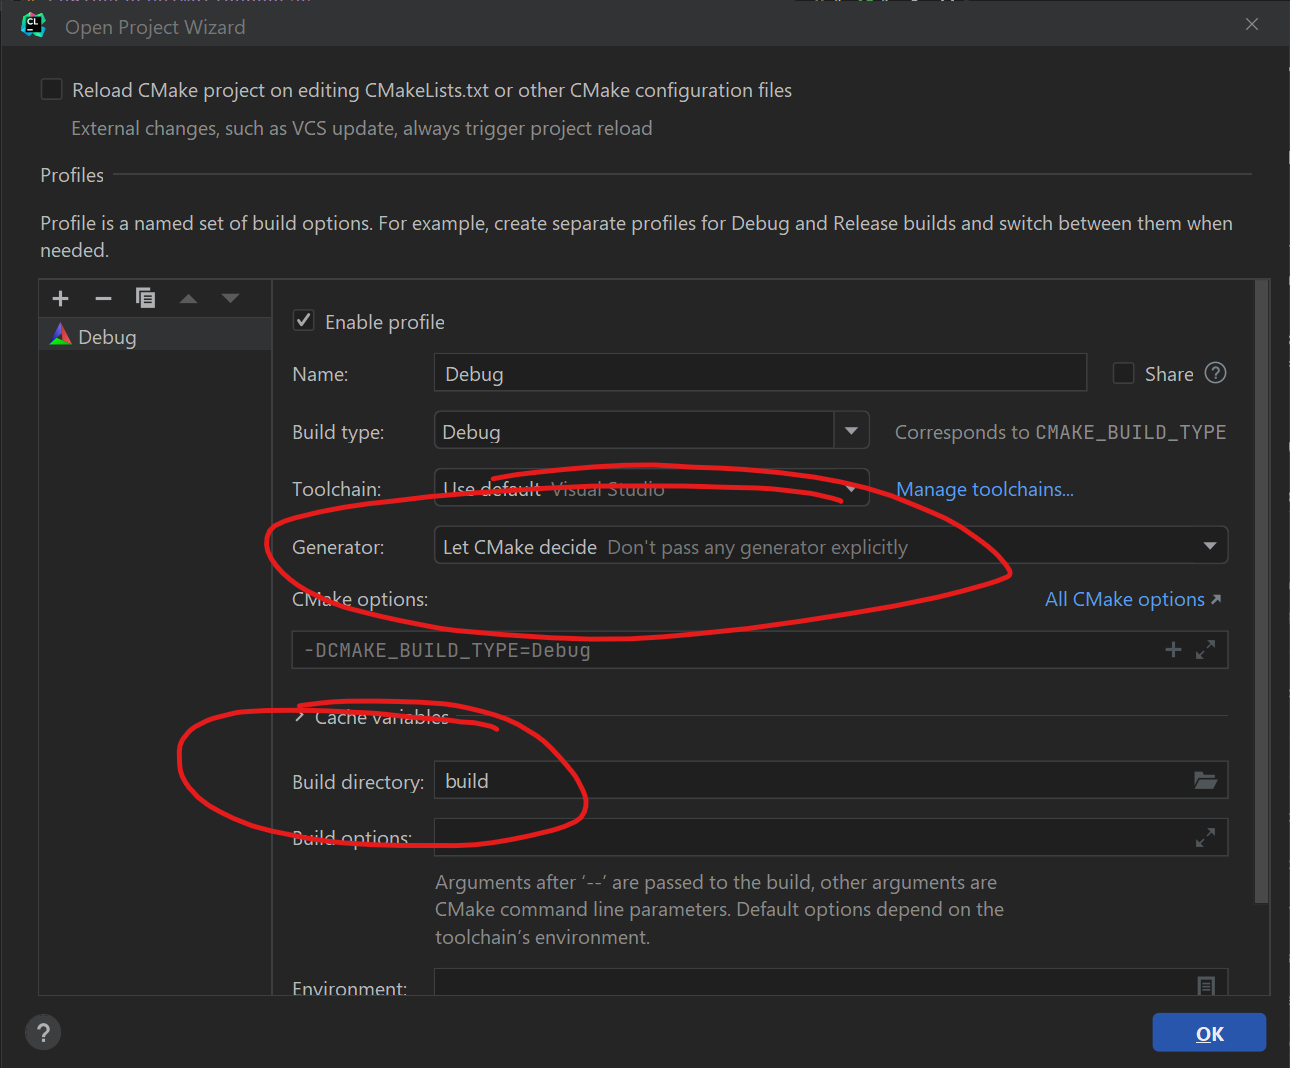 CL
Open Project Wizard
Reload CMake project on editing CMakeLists.txt or other CMake configuration files
External changes, such as VCS update, always trigger project reload
Profiles
Profile is a named set of build options. For example, create separate profiles for Debug and Release builds and switch between them when
needed.
Debug
Enable profile
Name: Debug Share ?
Build type: Debug Corresponds to CMAKE_BUILD_TYPE
Toolchain: Use default Visual Studio Manage toolchains...
Generator: Let CMake decide Don't pass any generator explicitly
CMake options: All CMake options
-DCMAKE_BUILD_TYPE=Debug
Cache variables
Build directory: build
Build options:
Arguments after ‘--’ are passed to the build, other arguments are
CMake command line parameters. Default options depend on the
toolchain’s environment.
Environment:
? OK